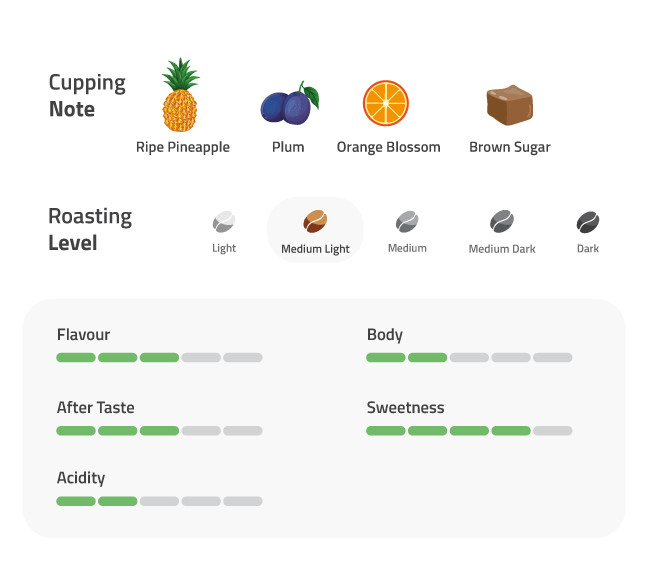 Cupping
Note
Ripe Pineapple
Plum
Orange Blossom
Brown Sugar
Roasting
Level
Light
Medium Light
Medium
Medium Dark
Dark
Flavour
Body
After Taste
Sweetness
Acidity